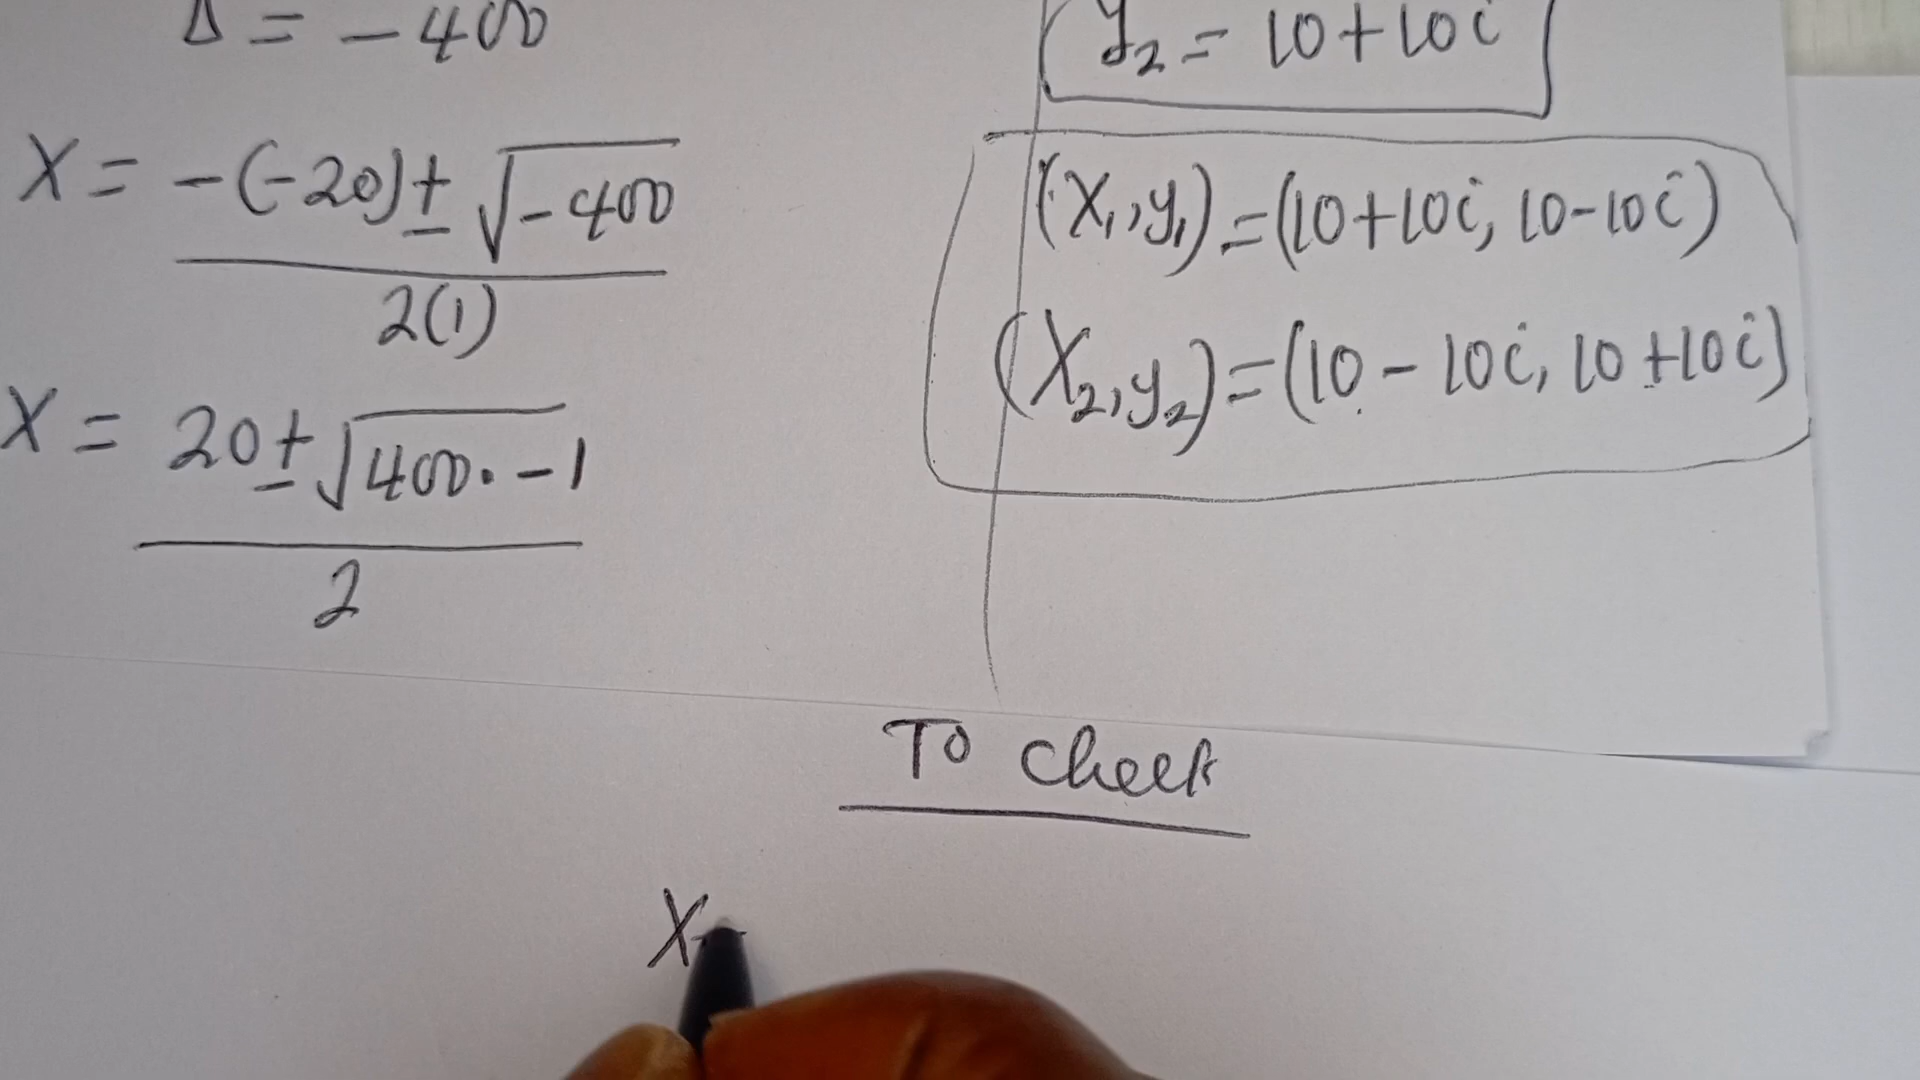 Δ = -400
X = -(-20)± √-400
2(1)
X = 20± √400·-1
2
y₂ = 10+10i
(X₁,y₁)=(10+10i, 10-10i)
(X₂,y₂)=(10-10i, 10+10i)
To check
X